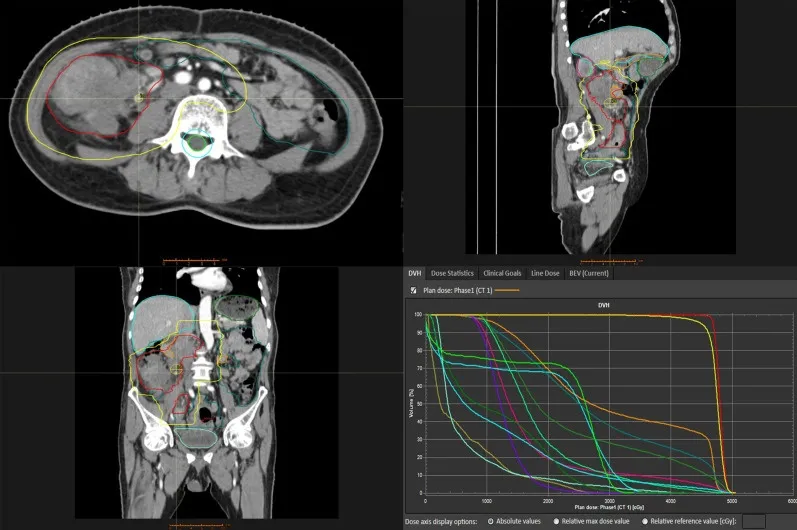 DVH Dose Statistics Clinical Goals Line Dose BEV (Current)
Plan dose: Phase1 (CT 1)
DVH
Volume [%]
100
90
80
70
60
50
40
30
20
10
0
0 1000 2000 3000 4000 5000 6000
Plan dose: Phase1 (CT 1) [cGy]
Dose axis display options: Absolute values Relative max dose value Relative reference value [cGy]: